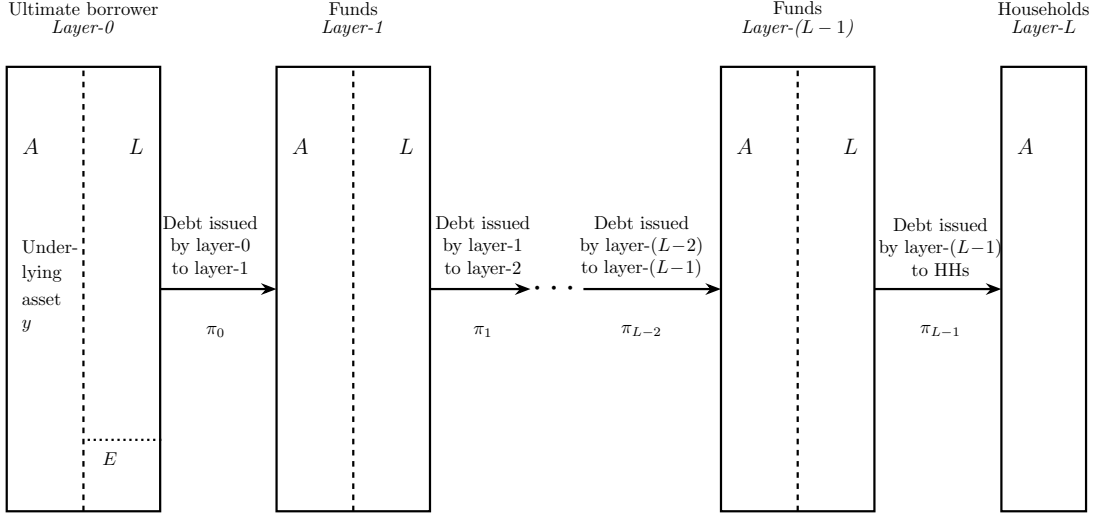 Ultimate borrower
Layer-0
Funds
Layer-1
Funds
Layer-(L − 1)
Households
Layer-L
A
L
A
L
A
L
A
Under-
lying
asset
y
E
Debt issued
by layer-0
to layer-1
π₀
Debt issued
by layer-1
to layer-2
π₁
· · ·
Debt issued
by layer-(L−2)
to layer-(L−1)
π_{L−2}
Debt issued
by layer-(L−1)
to HHs
π_{L−1}